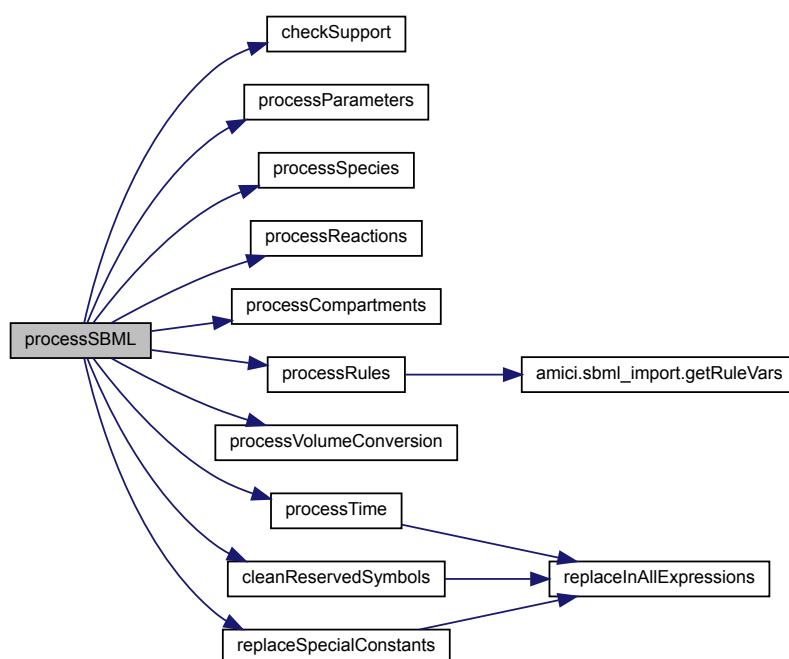 checkSupport
processParameters
processSpecies
processReactions
processCompartments
processSBML
processRules
amici.sbml_import.getRuleVars
processVolumeConversion
processTime
cleanReservedSymbols
replaceInAllExpressions
replaceSpecialConstants